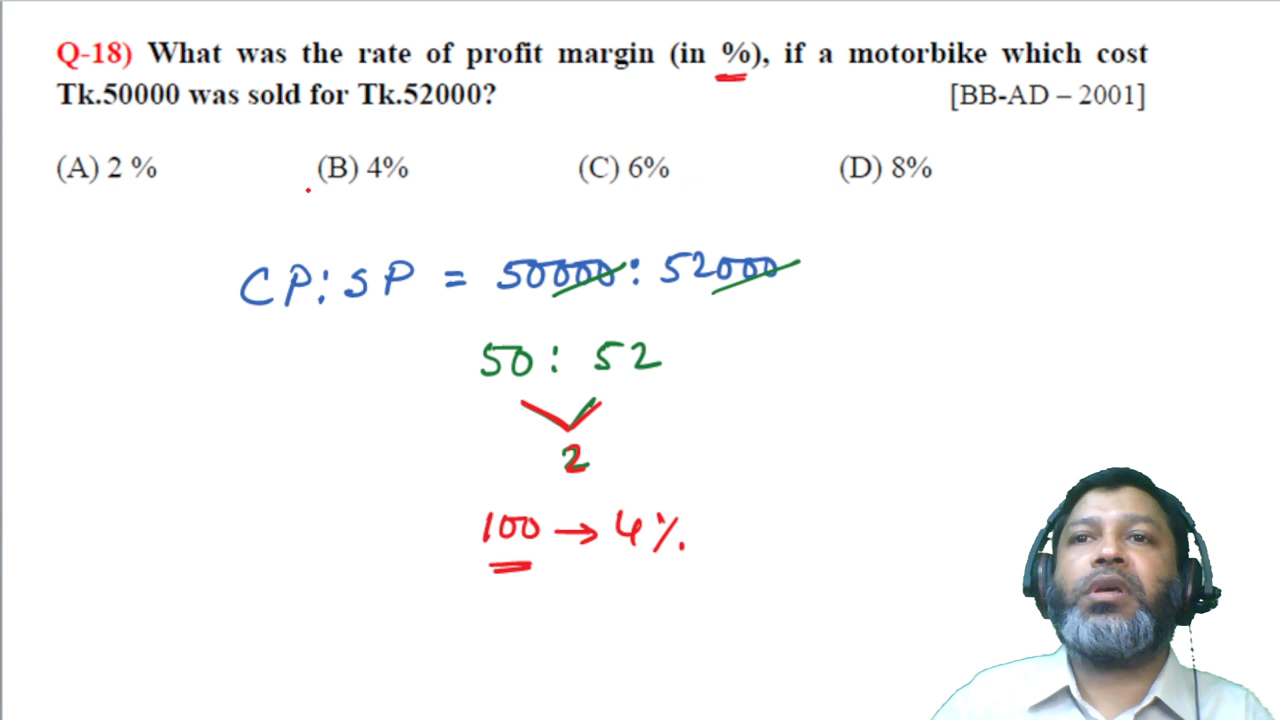 Q-18) What was the rate of profit margin (in %), if a motorbike which cost
Tk.50000 was sold for Tk.52000? [BB-AD – 2001]
(A) 2 % (B) 4% (C) 6% (D) 8%
CP:SP = 50000 : 52000
50 : 52
2
100 → 4%.